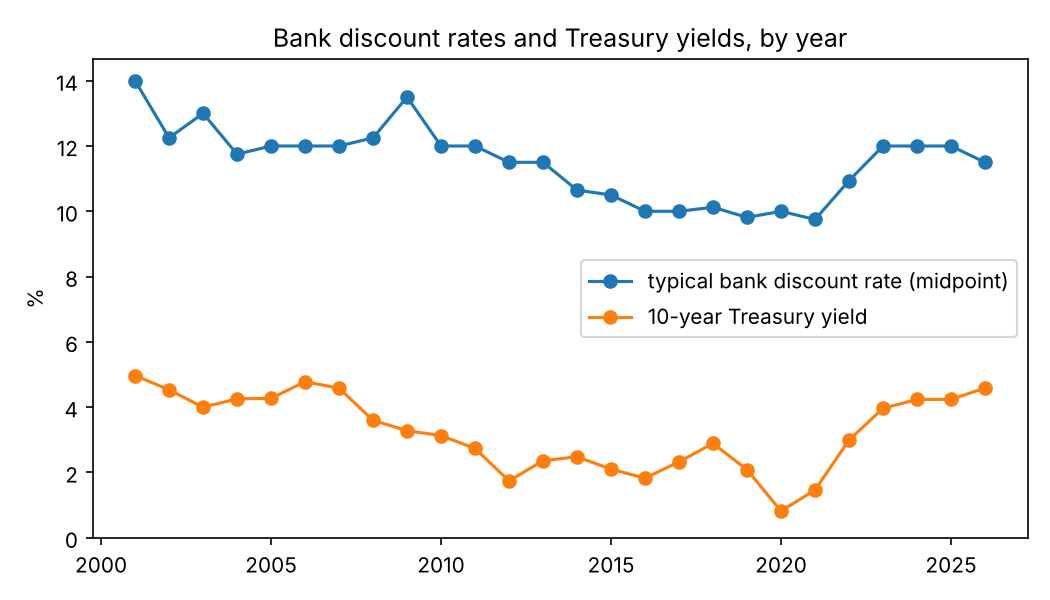 Bank discount rates and Treasury yields, by year
14
12
10
8
6
4
2
0
%
typical bank discount rate (midpoint)
10-year Treasury yield
2000 2005 2010 2015 2020 2025